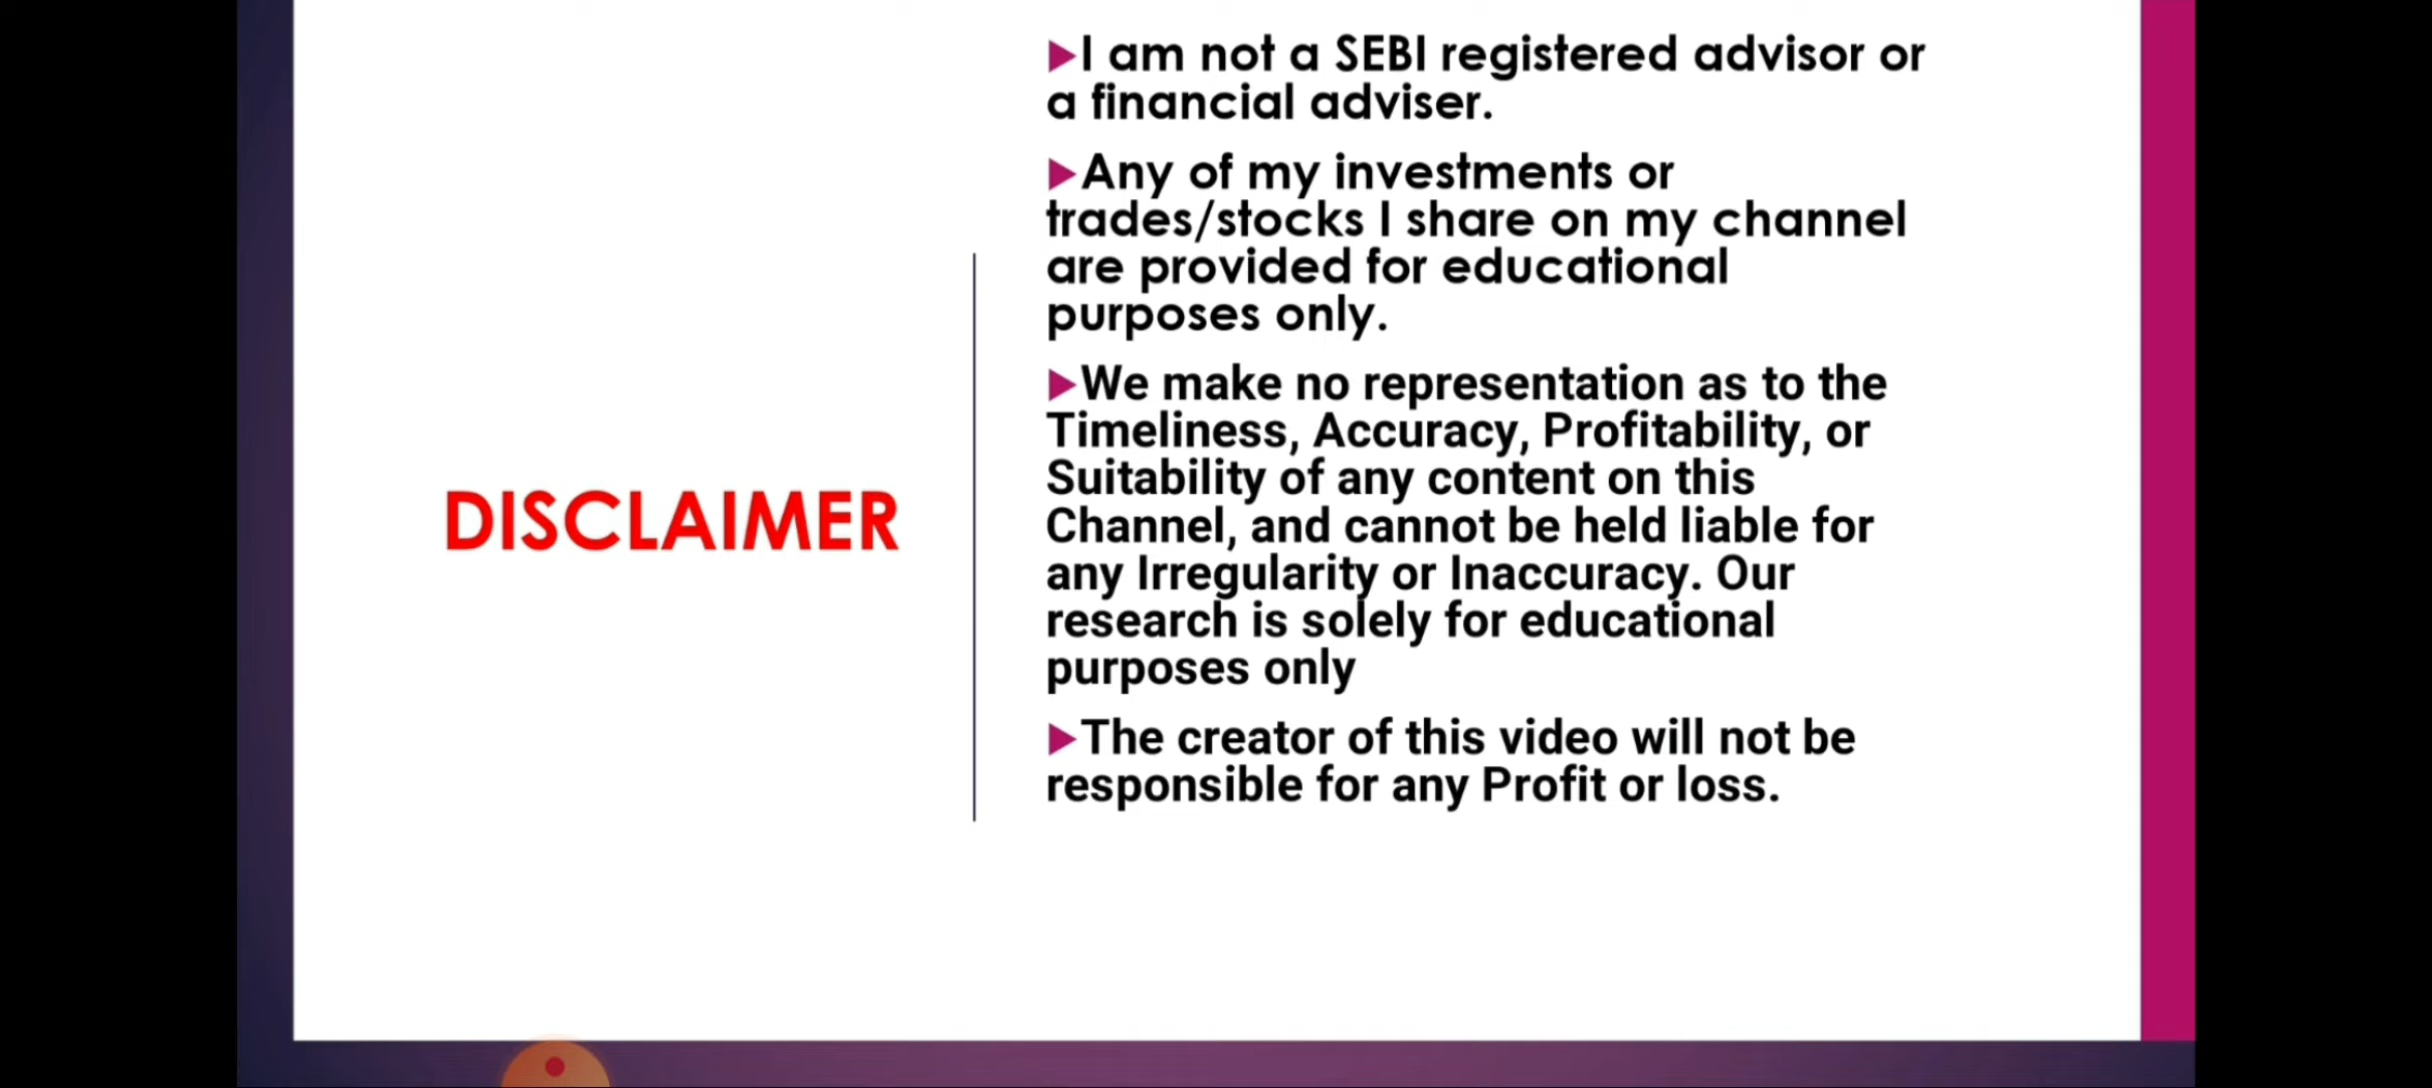 DISCLAIMER
▶I am not a SEBI registered advisor or
a financial adviser.
▶Any of my investments or
trades/stocks I share on my channel
are provided for educational
purposes only.
▶We make no representation as to the
Timeliness, Accuracy, Profitability, or
Suitability of any content on this
Channel, and cannot be held liable for
any Irregularity or Inaccuracy. Our
research is solely for educational
purposes only
▶The creator of this video will not be
responsible for any Profit or loss.